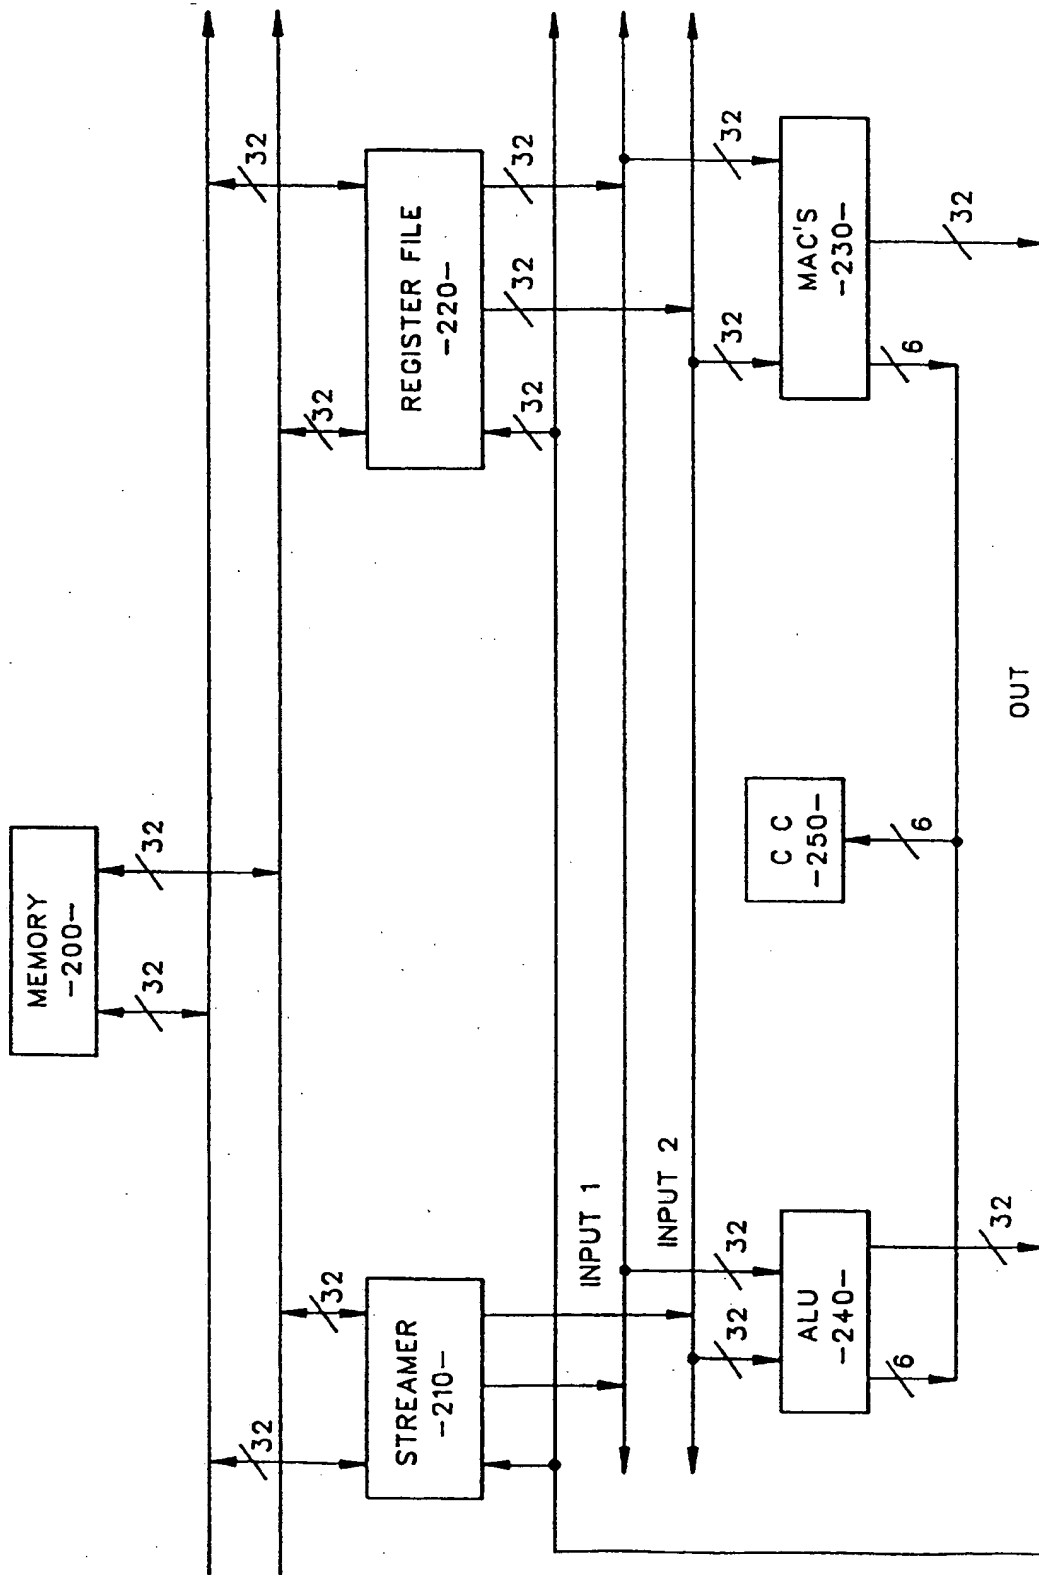 MEMORY
-200-
32
32
32
32
32
32
STREAMER
-210-
REGISTER FILE
-220-
32
32
32
INPUT 1
INPUT 2
32
32
32
32
C C
-250-
ALU
-240-
MAC'S
-230-
6
6
6
32
32
OUT